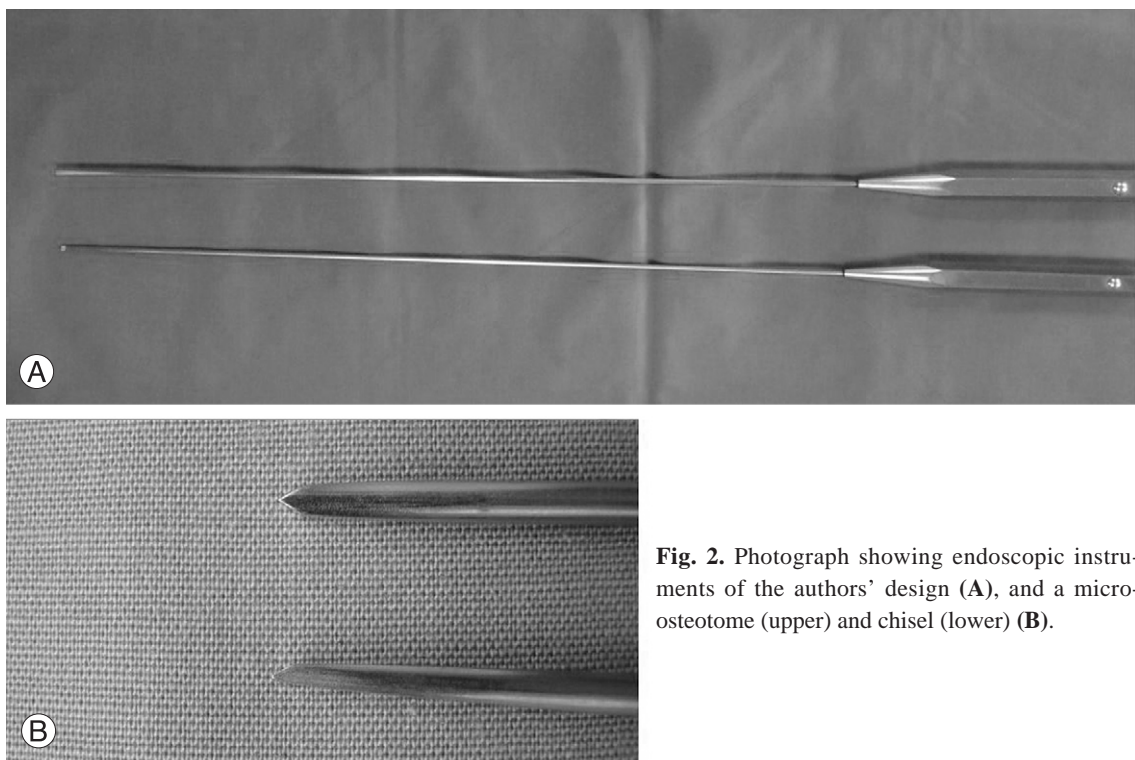 A
B
Fig. 2. Photograph showing endoscopic instru-
ments of the authors’ design (A), and a micro-
osteotome (upper) and chisel (lower) (B).